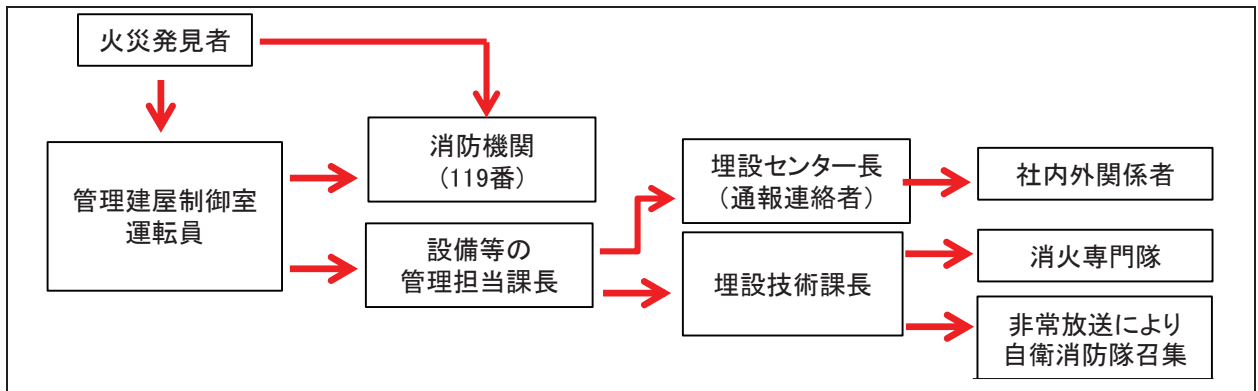 火災発見者
消防機関
（119番）
管理建屋制御室
運転員
設備等の
管理担当課長
埋設センター長
（通報連絡者）
埋設技術課長
社内外関係者
消火専門隊
非常放送により
自衛消防隊召集